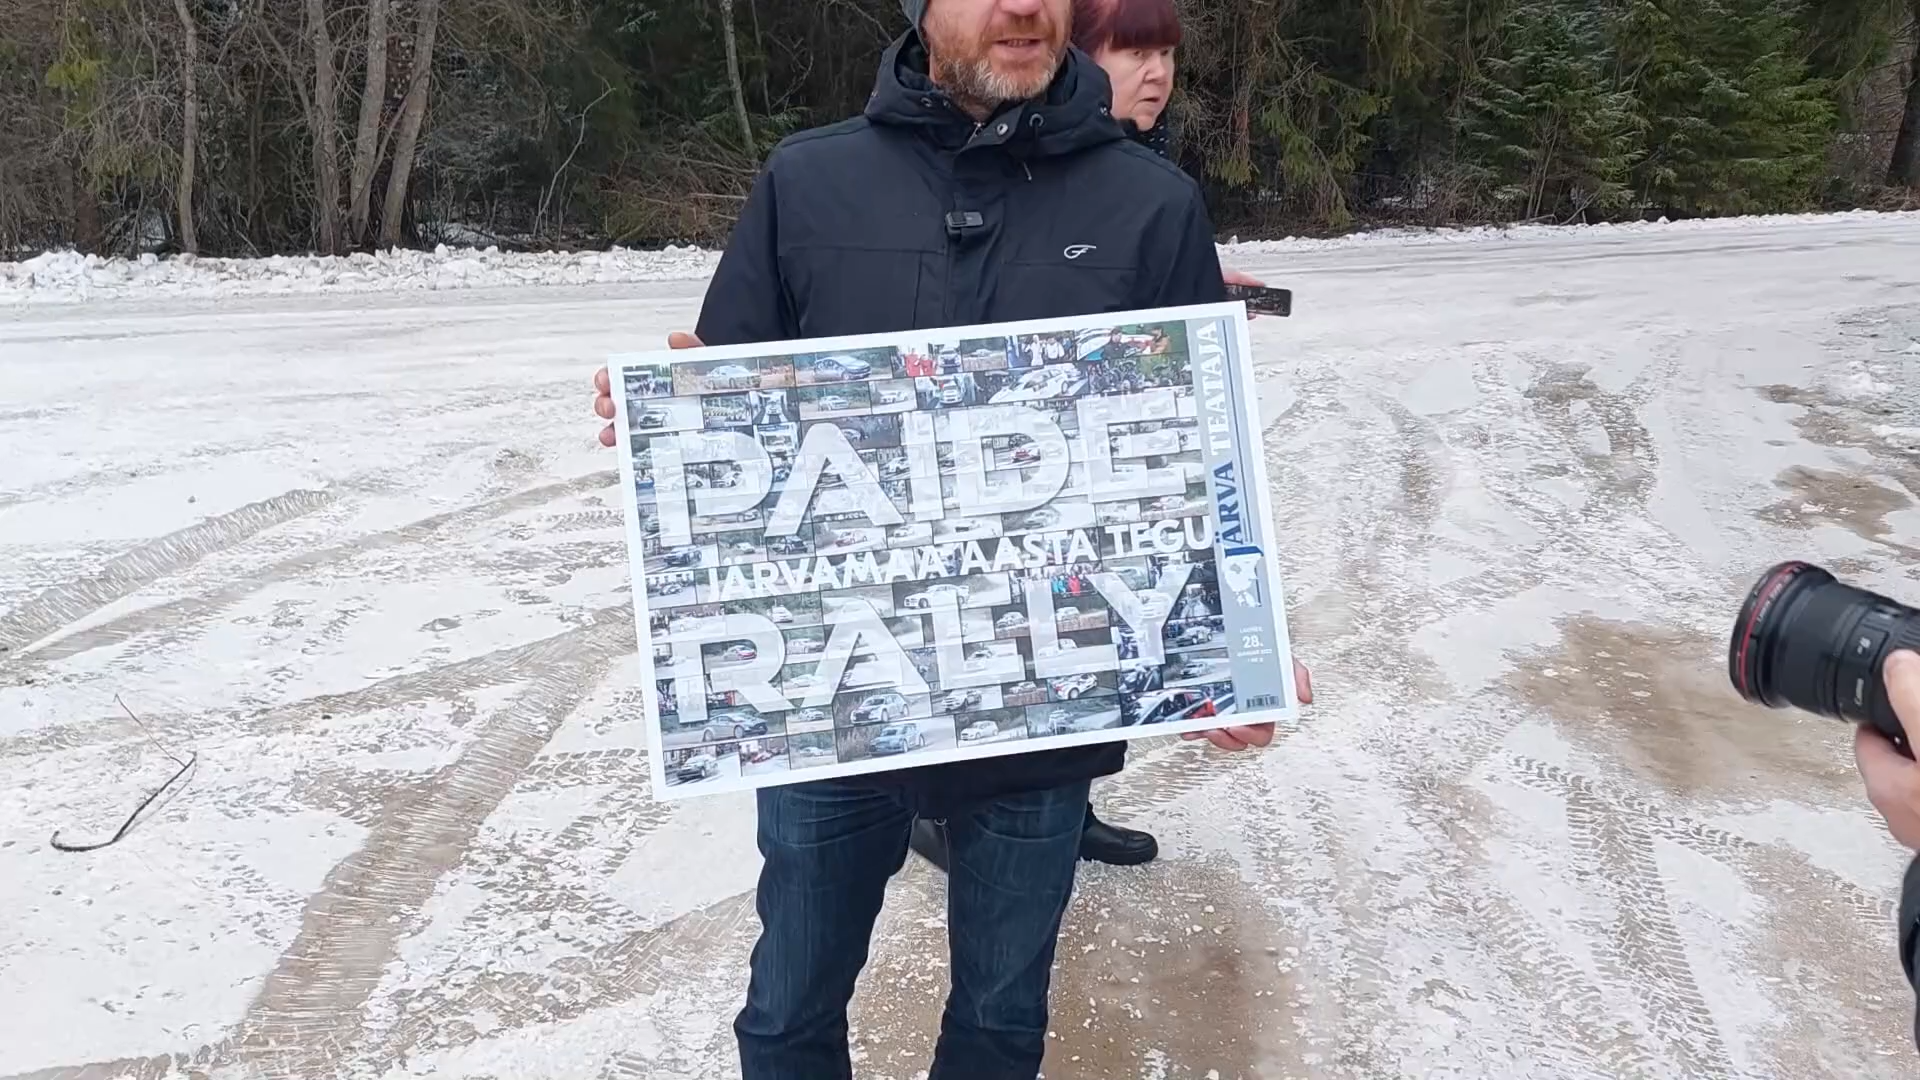 PAIDE
JÄRVAMAA AASTA TEGU
RALLY
JÄRVA TEATAJA
28.